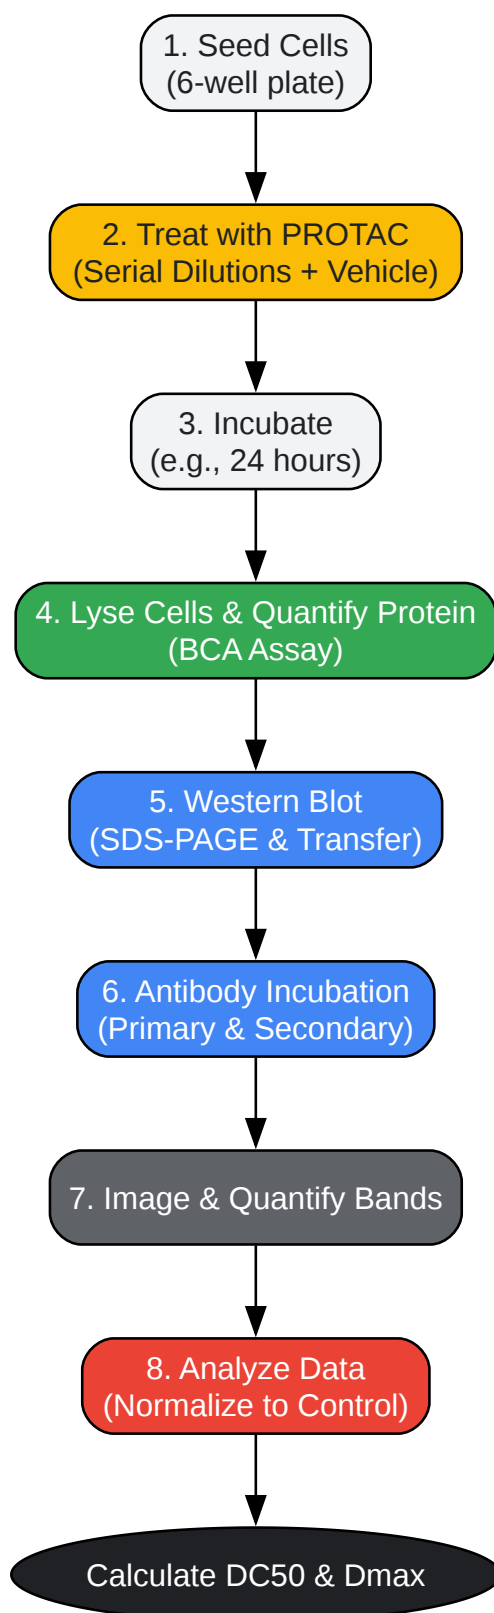 1. Seed Cells
(6-well plate)
2. Treat with PROTAC
(Serial Dilutions + Vehicle)
3. Incubate
(e.g., 24 hours)
4. Lyse Cells & Quantify Protein
(BCA Assay)
5. Western Blot
(SDS-PAGE & Transfer)
6. Antibody Incubation
(Primary & Secondary)
7. Image & Quantify Bands
8. Analyze Data
(Normalize to Control)
Calculate DC50 & Dmax